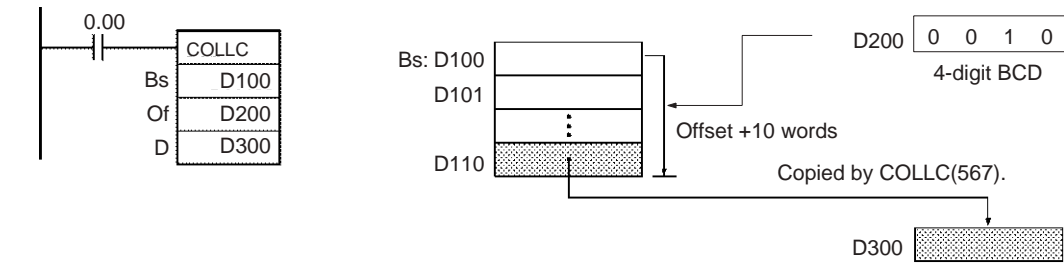 0.00
COLLC
Bs D100
Of D200
D D300
Bs: D100
D101
D110
Offset +10 words
D200 0 0 1 0
4-digit BCD
Copied by COLLC(567).
D300